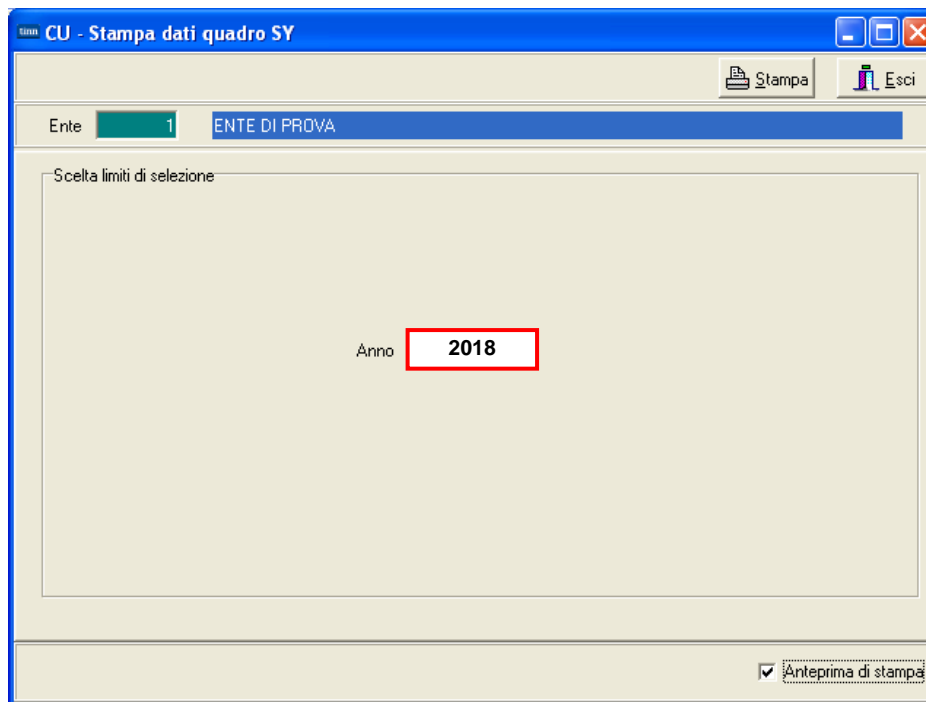 tinn CU - Stampa dati quadro SY
Stampa Esci
Ente 1 ENTE DI PROVA
Scelta limiti di selezione
Anno 2018
Anteprima di stampa